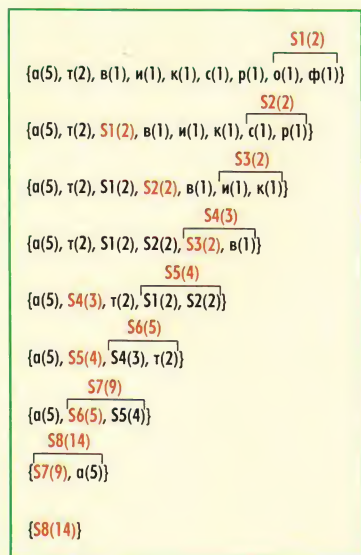 S1(2)
{а(5), т(2), в(1), и(1), к(1), с(1), р(1), о(1), ф(1)}
S2(2)
{а(5), т(2), S1(2), в(1), и(1), к(1), с(1), р(1)}
S3(2)
{а(5), т(2), S1(2), S2(2), в(1), и(1), к(1)}
S4(3)
{а(5), т(2), S1(2), S2(2), S3(2), в(1)}
S5(4)
{а(5), S4(3), т(2), S1(2), S2(2)}
S6(5)
{а(5), S5(4), S4(3), т(2)}
S7(9)
{а(5), S6(5), S5(4)}
S8(14)
{S7(9), а(5)}
{S8(14)}